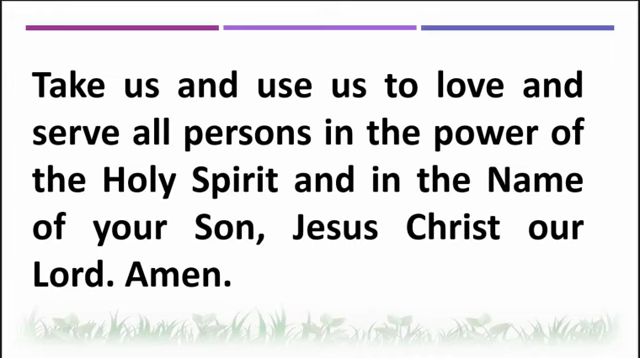 Take us and use us to love and
serve all persons in the power of
the Holy Spirit and in the Name
of your Son, Jesus Christ our
Lord. Amen.